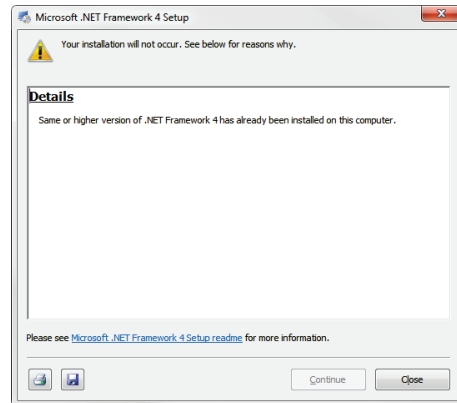 Microsoft .NET Framework 4 Setup
Your installation will not occur. See below for reasons why.
Details
Same or higher version of .NET Framework 4 has already been installed on this computer.
Please see Microsoft .NET Framework 4 Setup readme for more information.
Continue
Close